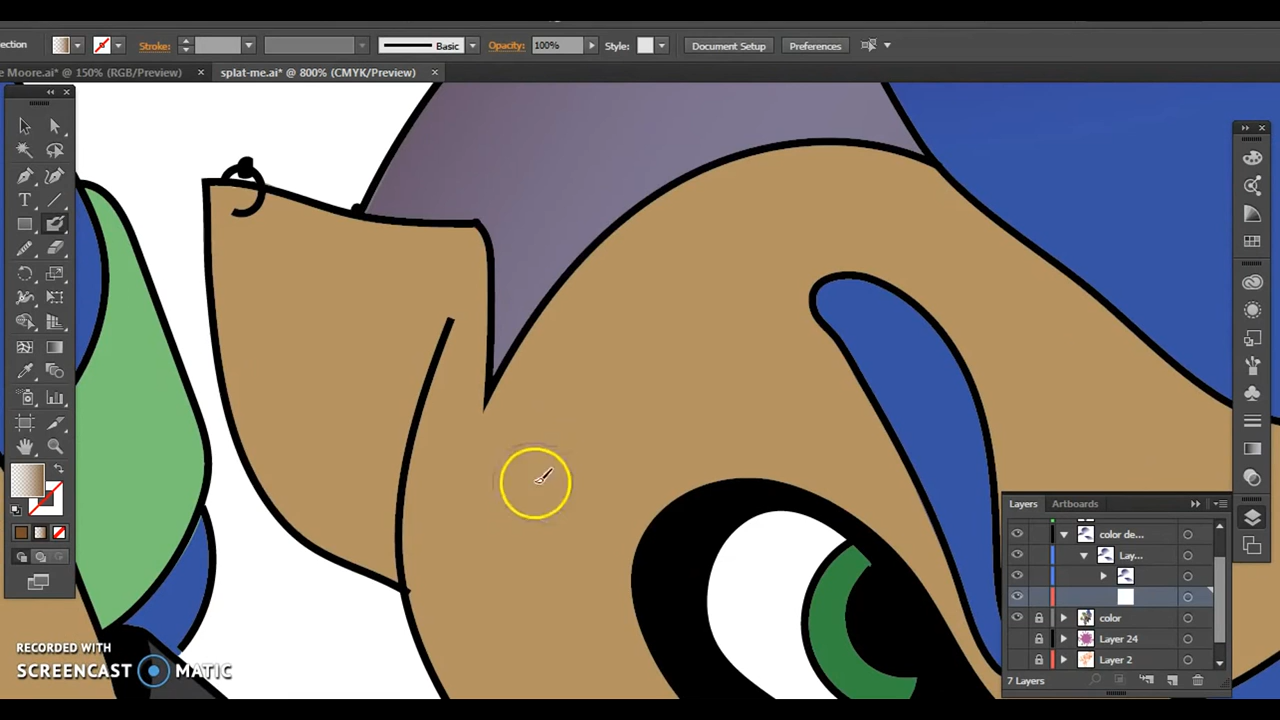 ection Stroke: Basic Opacity: 100% Style: Document Setup Preferences
e Moore.ai* @ 150% (RGB/Preview) × splat-me.ai* @ 800% (CMYK/Preview) ×
T
Layers Artboards
color de...
Lay...
color
Layer 24
Layer 2
7 Layers
RECORDED WITH
SCREENCAST MATIC